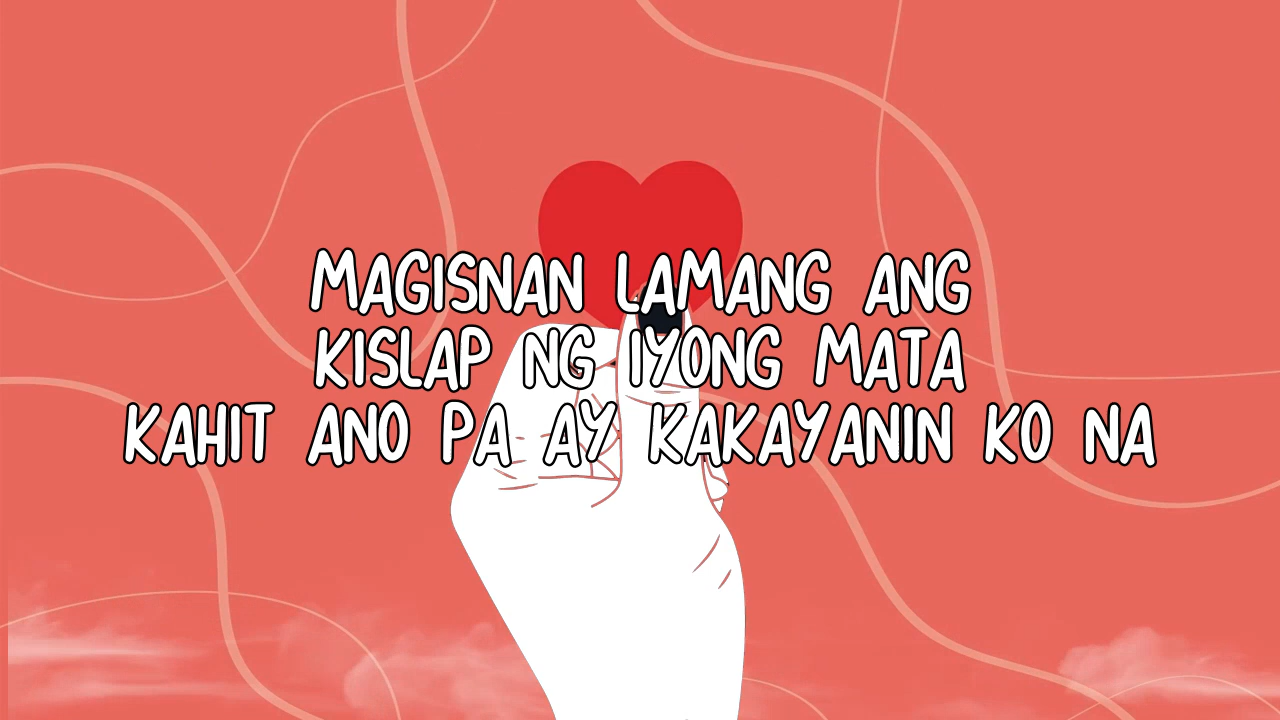 MAGISNAN LAMANG ANG
KISLAP NG IYONG MATA
KAHIT ANO PA AY KAKAYANIN KO NA